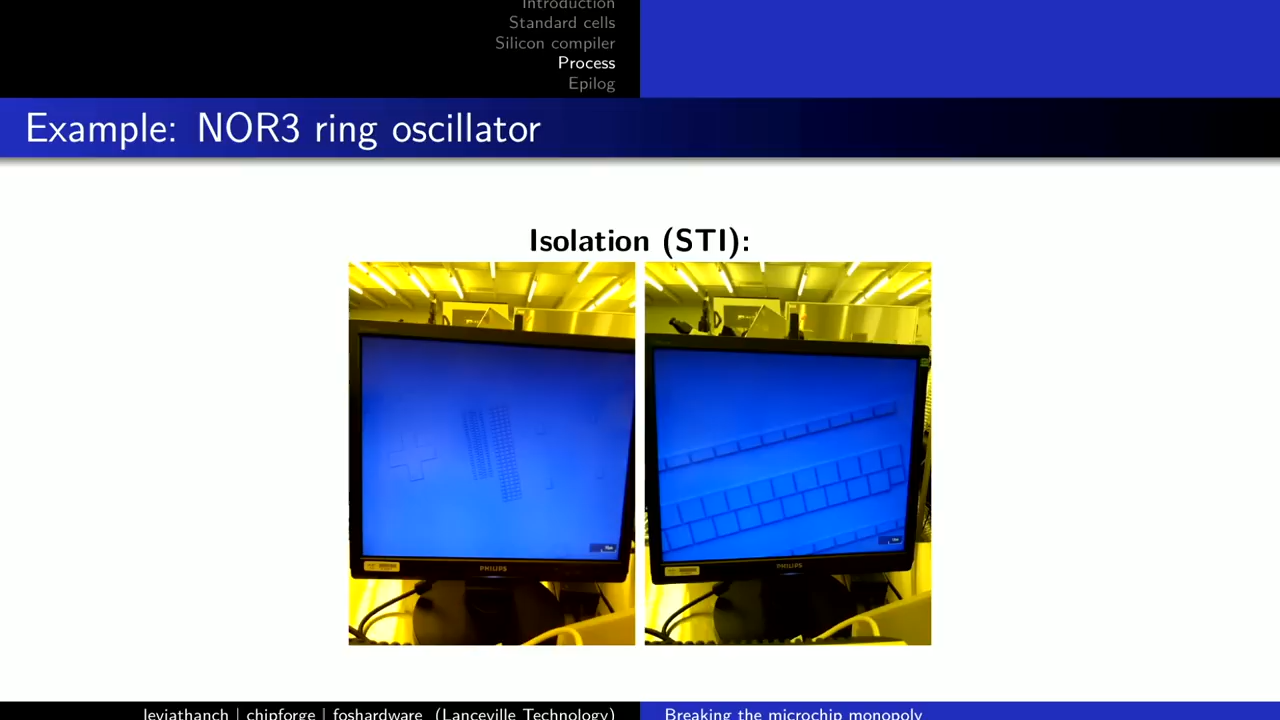 Introduction
Standard cells
Silicon compiler
Process
Epilog
Example: NOR3 ring oscillator
Isolation (STI):
PHILIPS
PHILIPS
leviathanch | chipforge | foshardware (Lanceville Technology)
Breaking the microchip monopoly